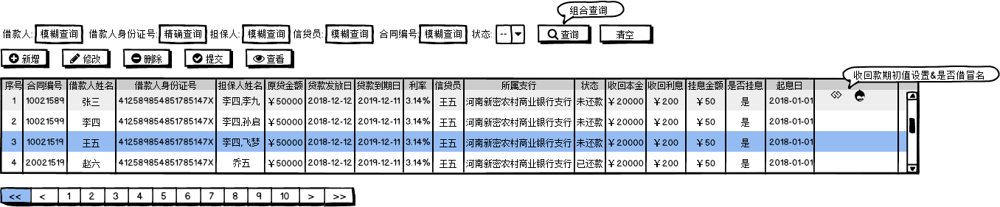 组合查询
借款人: 模糊查询 借款人身份证号: 精确查询 担保人: 模糊查询 信贷员: 模糊查询 合同编号: 模糊查询 状态: -- 查询 清空
新增 修改 删除 提交 查看
收回款期初值设置&是否借冒名
序号 合同编号 借款人姓名 借款人身份证号 担保人姓名 原贷金额 贷款发放日 贷款到期日 利率 信贷员 所属支行 状态 收回本金 收回利息 挂息金额 是否挂息 起息日
1 10021589 张三 412589854851785147X 李四,李九 ¥50000 2018-12-12 2019-12-11 3.14% 王五 河南新密农村商业银行支行 未还款 ¥20000 ¥200 ¥50 是 2018-01-01
2 10021599 李四 412589854851785147X 李四,孙启 ¥50000 2018-12-12 2019-12-11 3.14% 王五 河南新密农村商业银行支行 未还款 ¥20000 ¥200 ¥50 是 2018-01-01
3 10021519 王五 412589854851785147X 李四,飞梦 ¥50000 2018-12-12 2019-12-11 3.14% 王五 河南新密农村商业银行支行 未还款 ¥20000 ¥200 ¥50 是 2018-01-01
4 20021519 赵六 412589854851785147X 乔五 ¥50000 2018-12-12 2019-12-11 3.14% 王五 河南新密农村商业银行支行 已还款 ¥20000 ¥200 ¥50 是 2018-01-01
<< < 1 2 3 4 5 6 7 8 9 10 > >>